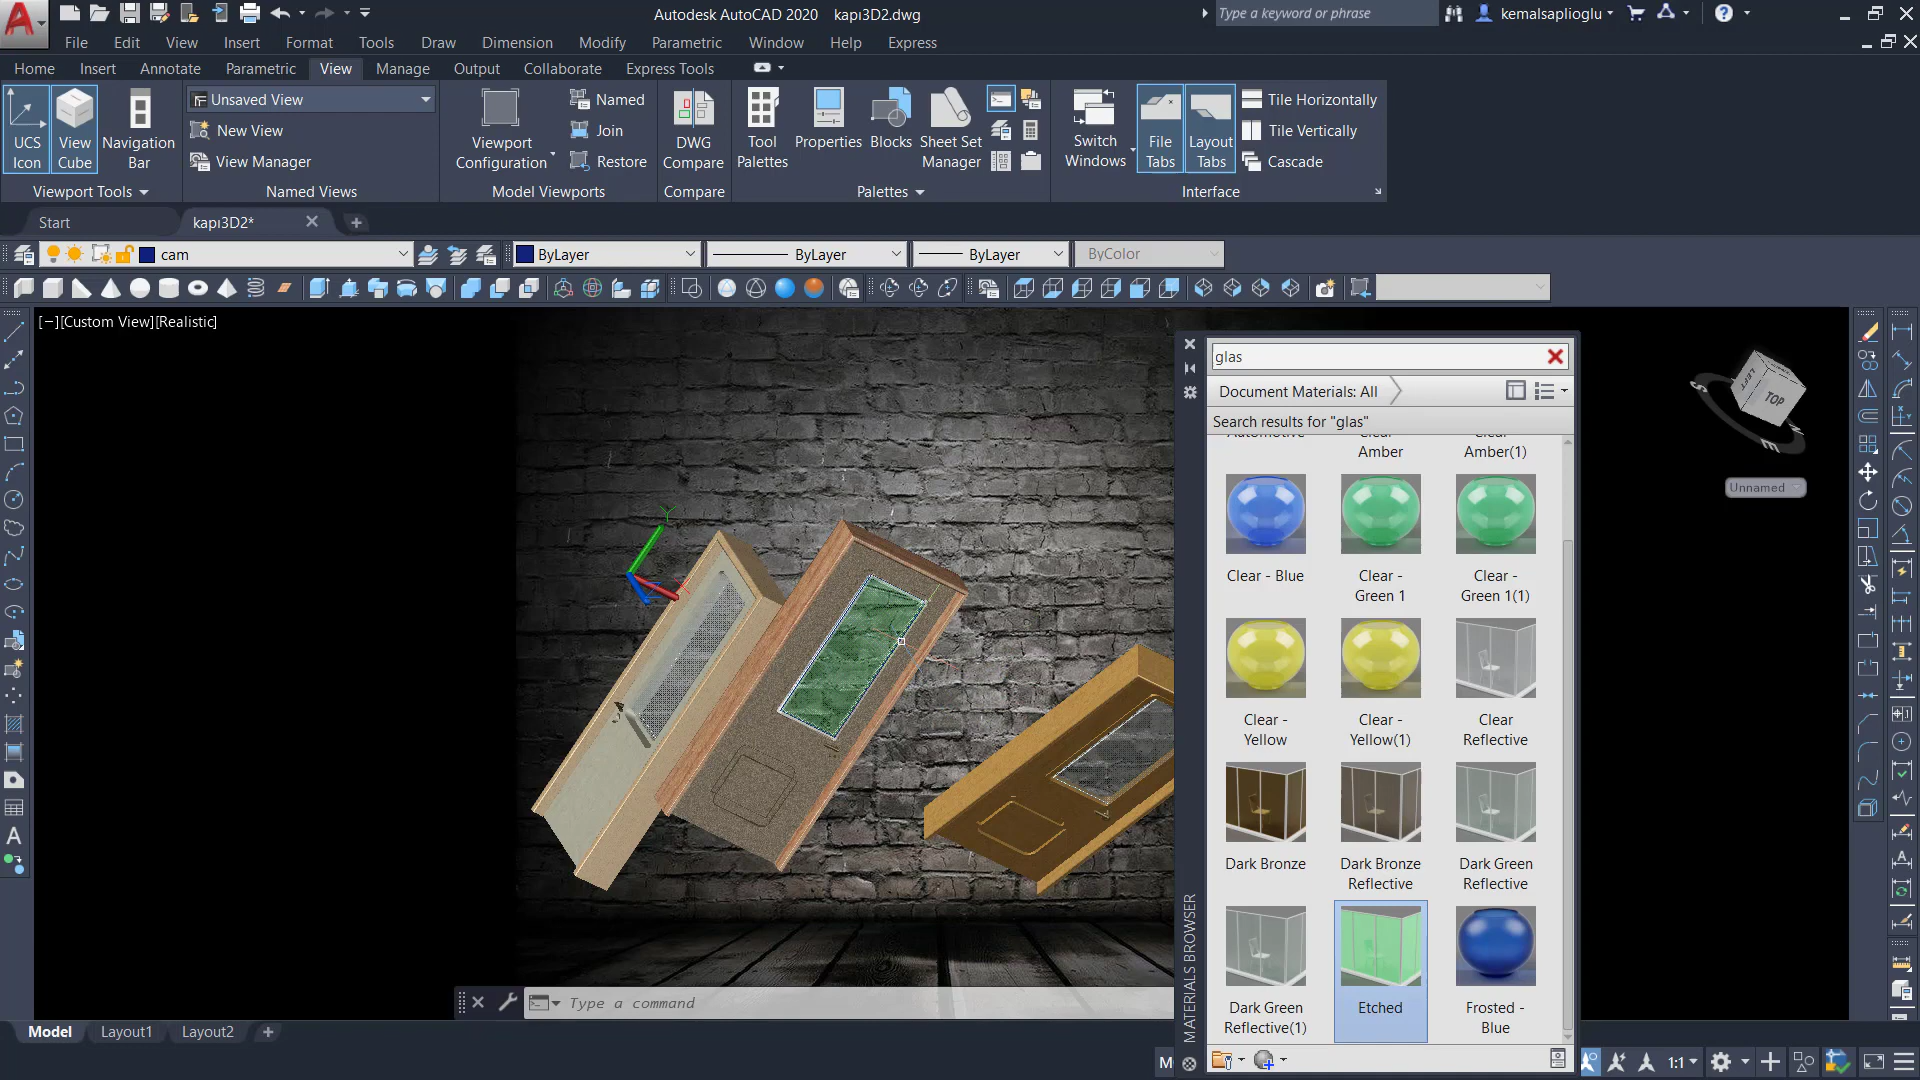 Autodesk AutoCAD 2020 kapı3D2.dwg
Type a keyword or phrase
kemalsaplioglu
File Edit View Insert Format Tools Draw Dimension Modify Parametric Window Help Express
Home Insert Annotate Parametric View Manage Output Collaborate Express Tools
UCS Icon
View Cube
Navigation Bar
Unsaved View
New View
View Manager
Viewport Configuration
Named
Join
Restore
DWG Compare
Tool Palettes
Properties
Blocks
Sheet Set Manager
Switch Windows
File Tabs
Layout Tabs
Tile Horizontally
Tile Vertically
Cascade
Viewport Tools Named Views Model Viewports Compare Palettes Interface
Start kapı3D2*
cam ByLayer ByLayer ByLayer ByColor
[−][Custom View][Realistic]
LEFT
TOP
S
E
Unnamed
Y
glas
Document Materials: All
Search results for "glas"
Automotive
Clear
Amber
Clear
Amber(1)
Clear - Blue
Clear -
Green 1
Clear -
Green 1(1)
Clear -
Yellow
Clear -
Yellow(1)
Clear
Reflective
Dark Bronze
Dark Bronze
Reflective
Dark Green
Reflective
Dark Green
Reflective(1)
Etched
Frosted -
Blue
MATERIALS BROWSER
Type a command
Model Layout1 Layout2
M
1:1